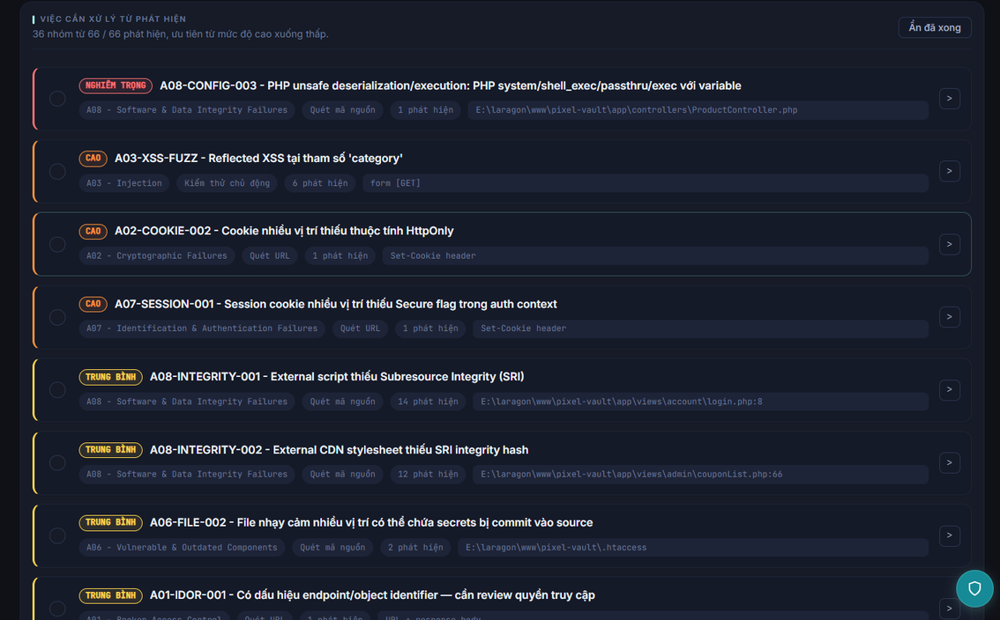 VIỆC CẦN XỬ LÝ TỪ PHÁT HIỆN
36 nhóm từ 66 / 66 phát hiện, ưu tiên từ mức độ cao xuống thấp.
Ẩn đã xong
NGHIÊM TRỌNG A08-CONFIG-003 - PHP unsafe deserialization/execution: PHP system/shell_exec/passthru/exec với variable
A08 - Software & Data Integrity Failures Quét mã nguồn 1 phát hiện E:\laragon\www\pixel-vault\app\controllers\ProductController.php
>
CAO A03-XSS-FUZZ - Reflected XSS tại tham số 'category'
A03 - Injection Kiểm thử chủ động 6 phát hiện form [GET]
>
CAO A02-COOKIE-002 - Cookie nhiều vị trí thiếu thuộc tính HttpOnly
A02 - Cryptographic Failures Quét URL 1 phát hiện Set-Cookie header
>
CAO A07-SESSION-001 - Session cookie nhiều vị trí thiếu Secure flag trong auth context
A07 - Identification & Authentication Failures Quét URL 1 phát hiện Set-Cookie header
>
TRUNG BÌNH A08-INTEGRITY-001 - External script thiếu Subresource Integrity (SRI)
A08 - Software & Data Integrity Failures Quét mã nguồn 14 phát hiện E:\laragon\www\pixel-vault\app\views\account\login.php:8
>
TRUNG BÌNH A08-INTEGRITY-002 - External CDN stylesheet thiếu SRI integrity hash
A08 - Software & Data Integrity Failures Quét mã nguồn 12 phát hiện E:\laragon\www\pixel-vault\app\views\admin\couponList.php:66
>
TRUNG BÌNH A06-FILE-002 - File nhạy cảm nhiều vị trí có thể chứa secrets bị commit vào source
A06 - Vulnerable & Outdated Components Quét mã nguồn 2 phát hiện E:\laragon\www\pixel-vault\.htaccess
>
TRUNG BÌNH A01-IDOR-001 - Có dấu hiệu endpoint/object identifier — cần review quyền truy cập
A01 - Broken Access Control Quét URL 1 phát hiện URL + response body
>